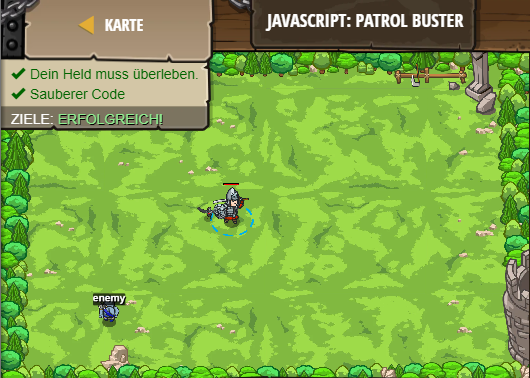 KARTE
JAVASCRIPT: PATROL BUSTER
Dein Held muss überleben.
Sauberer Code
ZIELE: ERFOLGREICH!
enemy